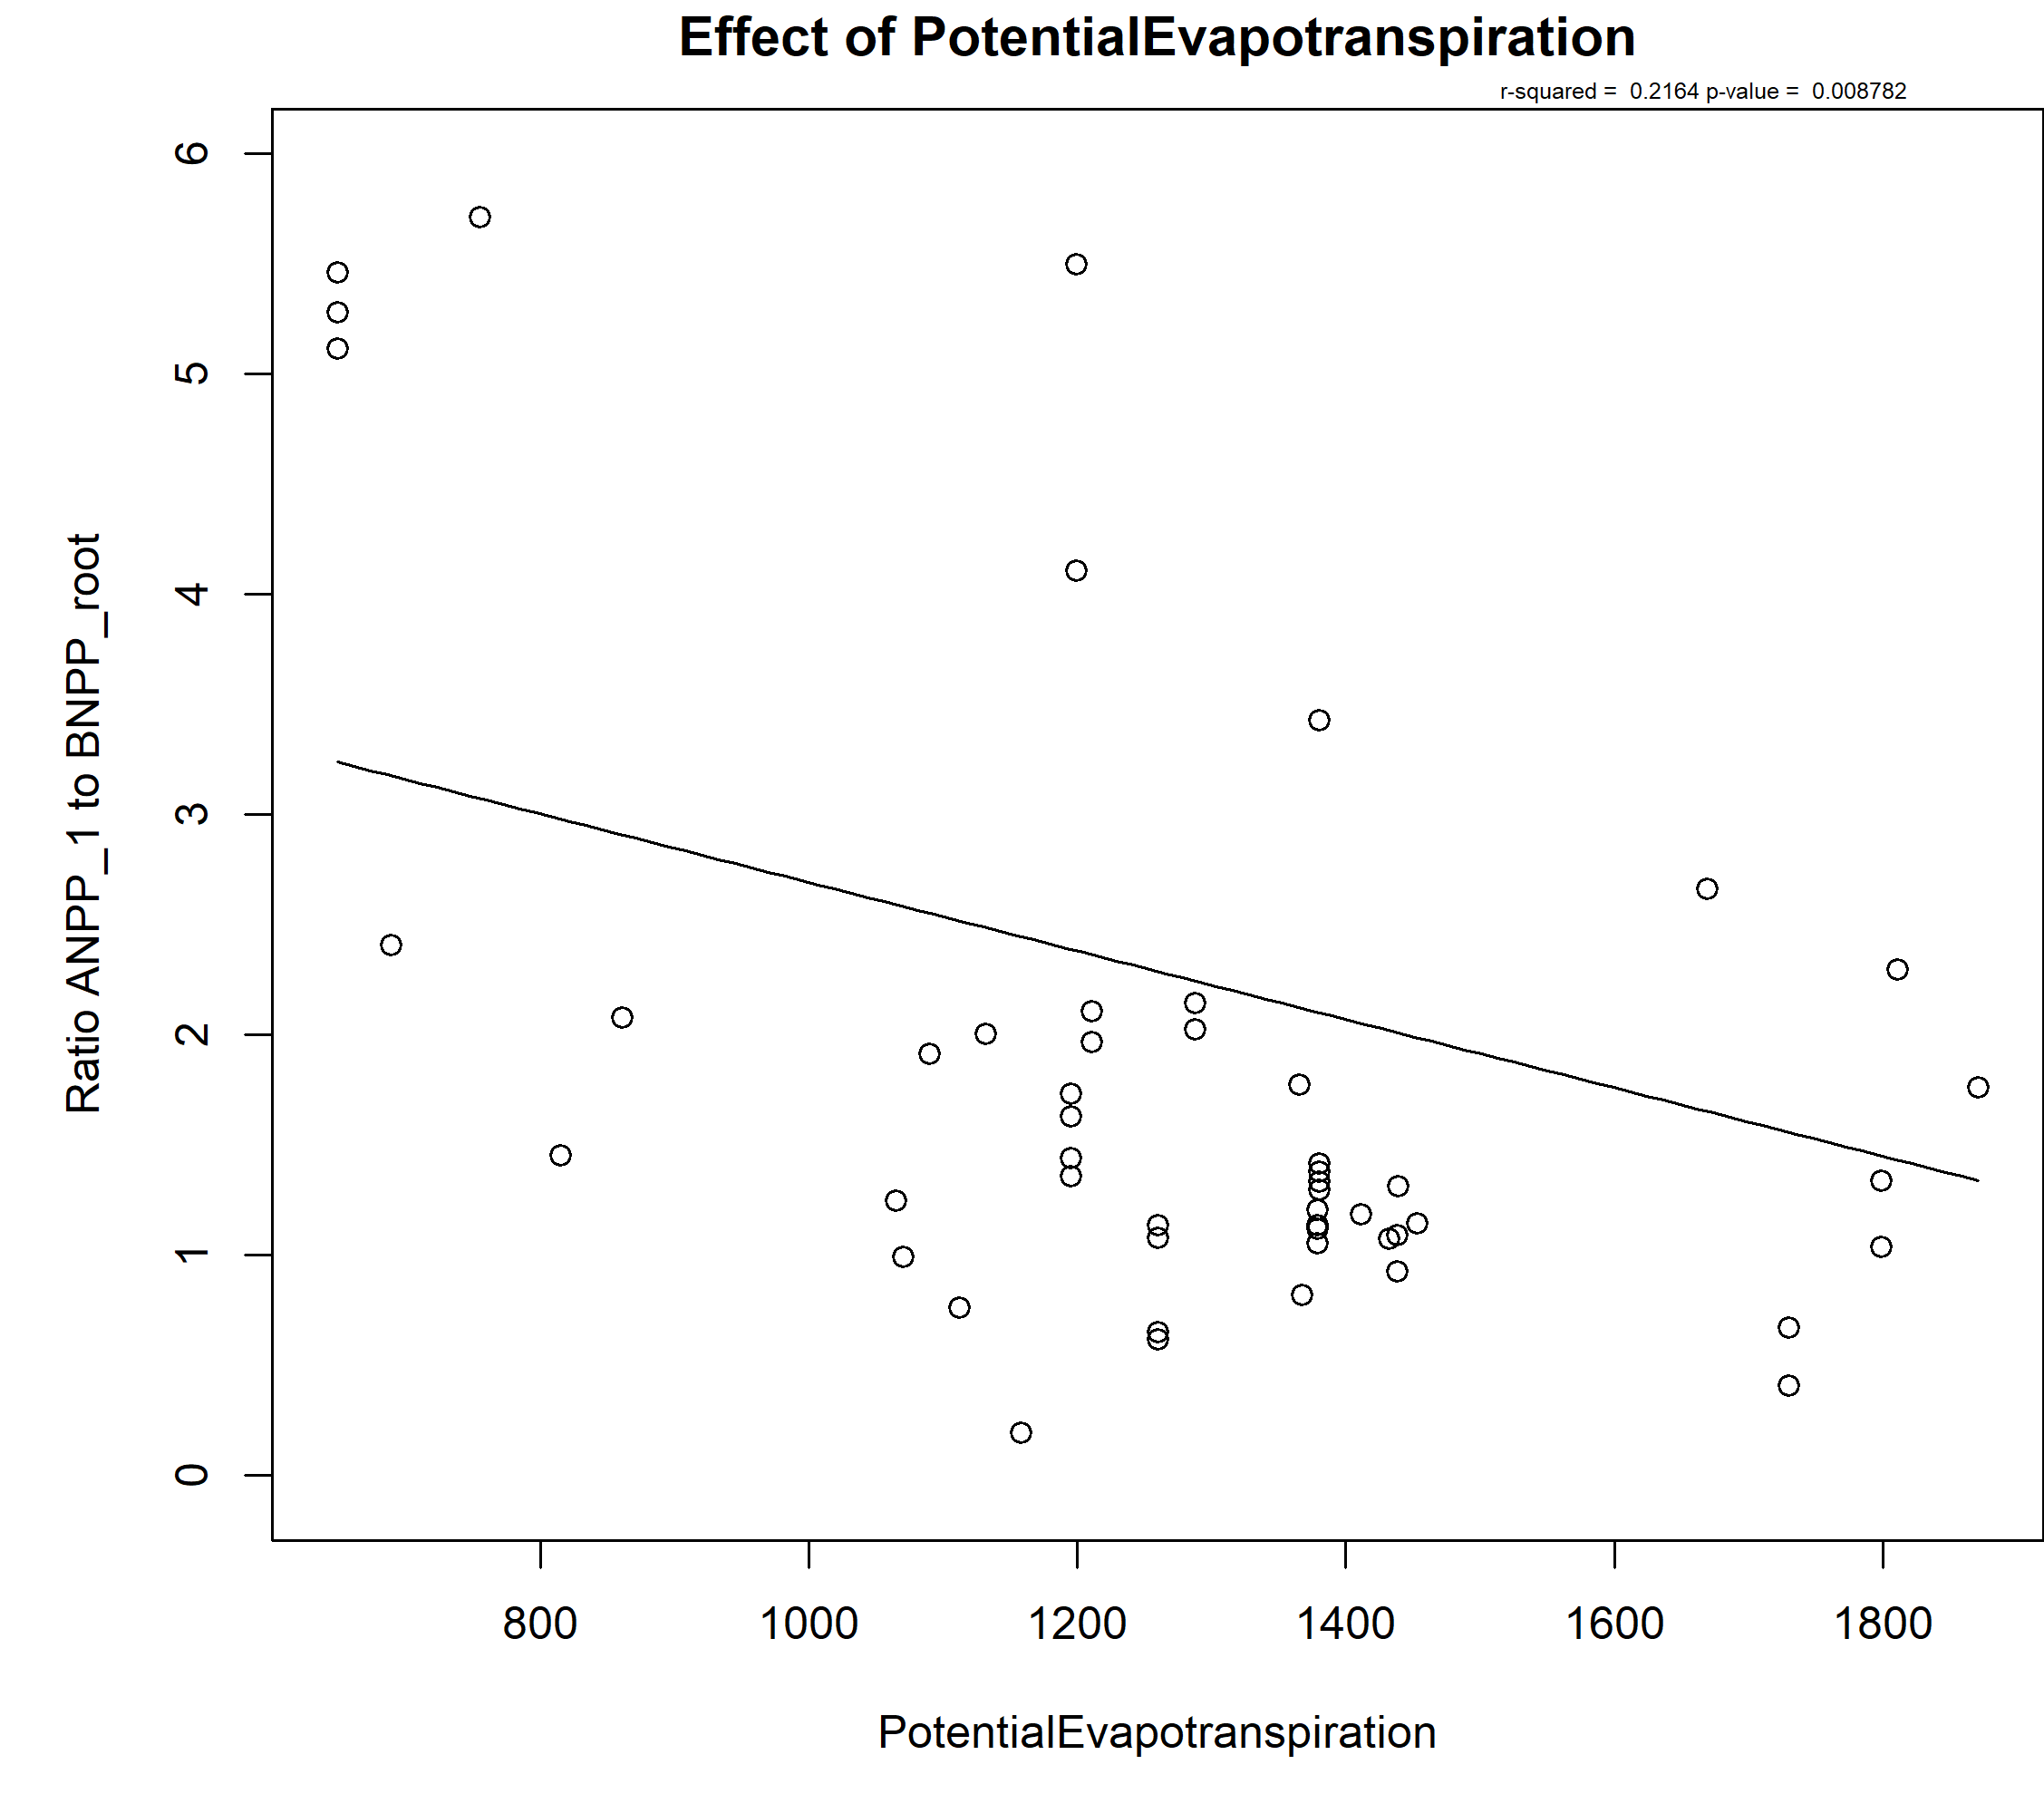 Effect of PotentialEvapotranspiration
r-squared =  0.2164 p-value =  0.008782
6
5
4
3
2
1
0
Ratio ANPP_1 to BNPP_root
800 1000 1200 1400 1600 1800
PotentialEvapotranspiration